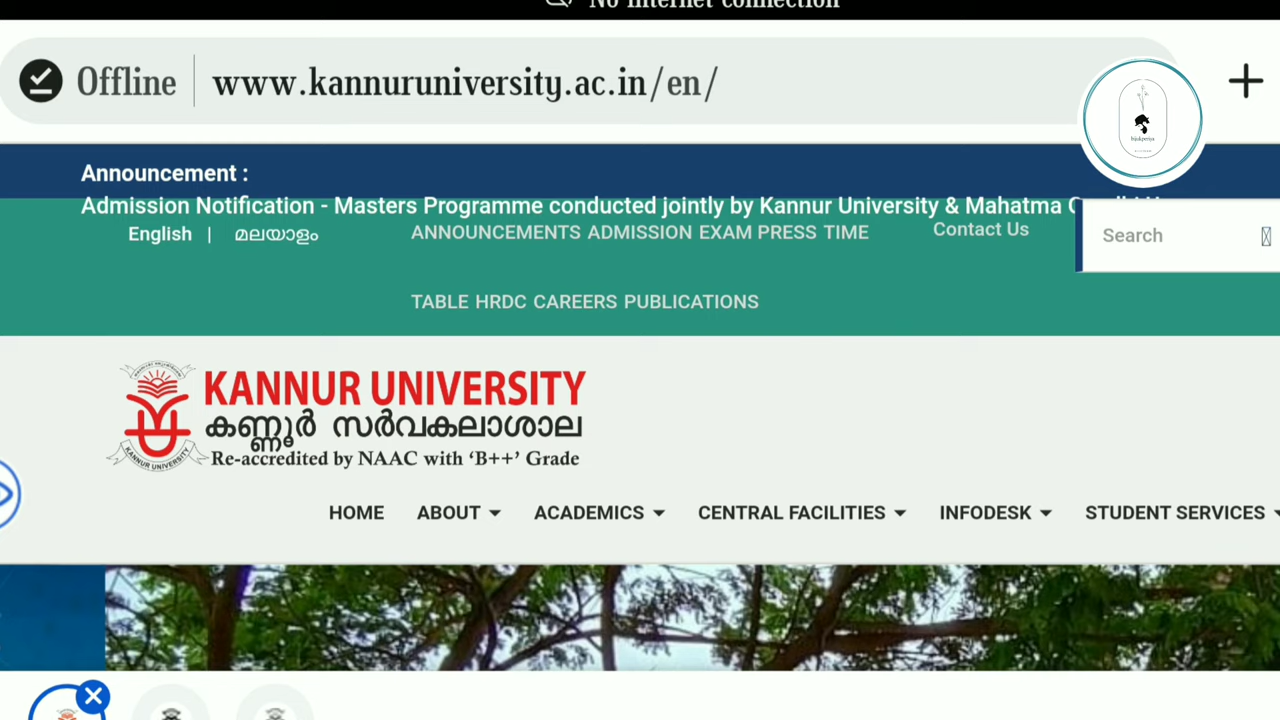 No internet connection
Offline
www.kannuruniversity.ac.in/en/
Announcement :
Admission Notification - Masters Programme conducted jointly by Kannur University & Mahatma
English | മലയാളം
ANNOUNCEMENTS ADMISSION EXAM PRESS TIME
Contact Us
Search
TABLE HRDC CAREERS PUBLICATIONS
KANNUR UNIVERSITY
കണ്ണൂർ സർവകലാശാല
Re-accredited by NAAC with ‘B++’ Grade
KANNUR UNIVERSITY
HOME ABOUT ACADEMICS CENTRAL FACILITIES INFODESK STUDENT SERVICES